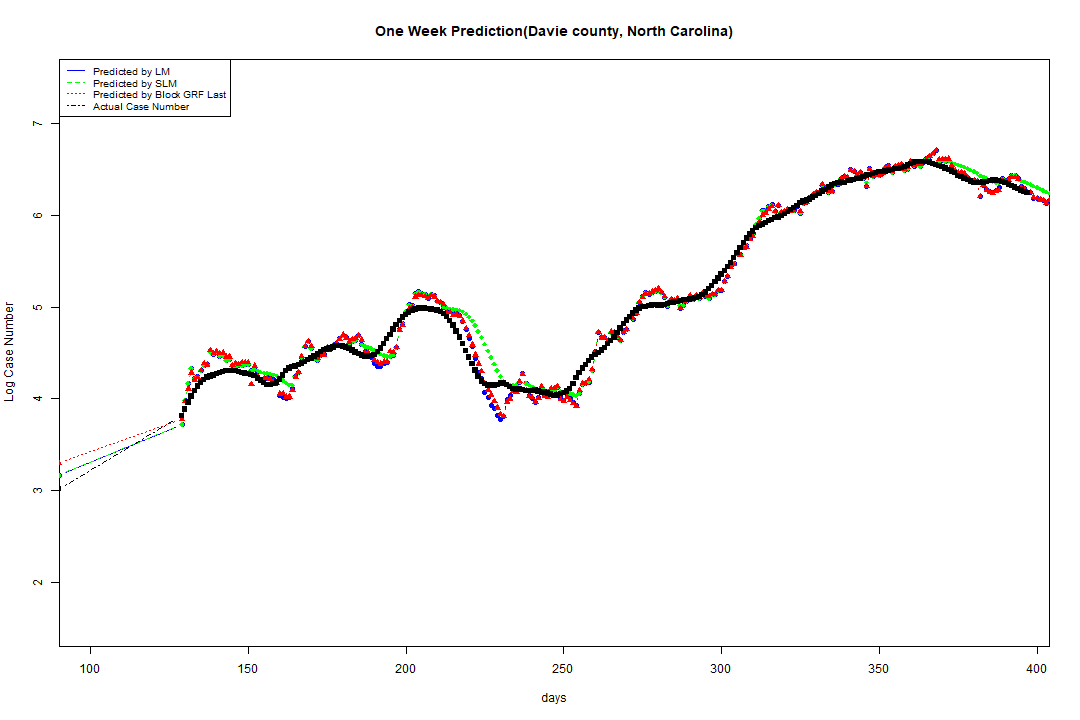 One Week Prediction(Davie county, North Carolina)
Predicted by LM
Predicted by SLM
Predicted by Block GRF Last
Actual Case Number
7
6
5
4
3
2
Log Case Number
100 150 200 250 300 350 400
days